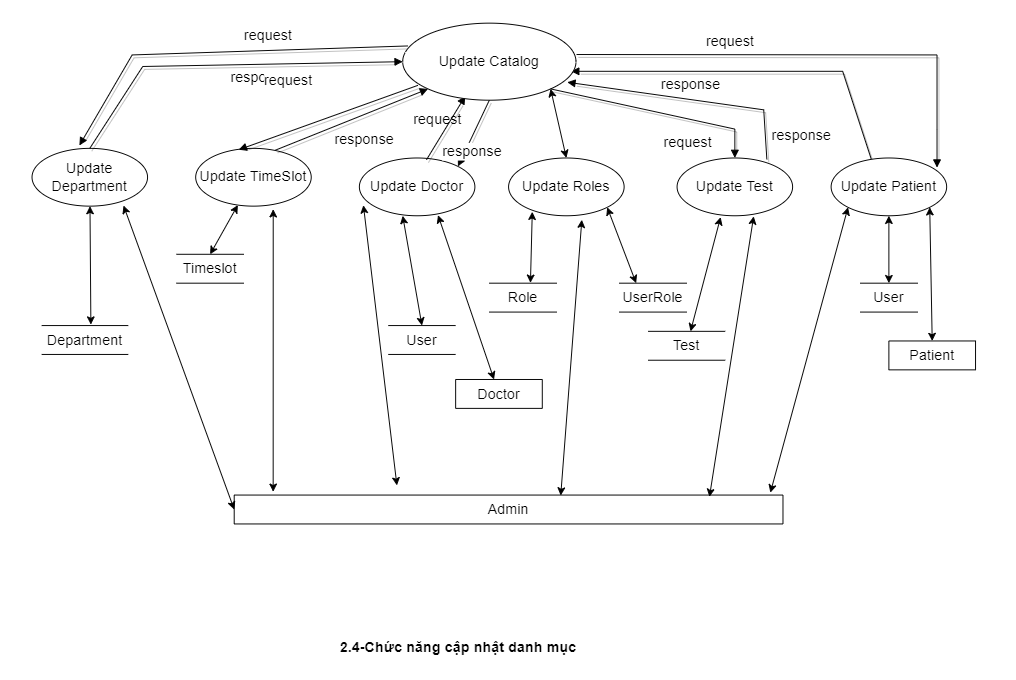 request
request
Update Catalog
respc
request
response
request
response
request
response
response
Update
Department
Update TimeSlot
Update Doctor
Update Roles
Update Test
Update Patient
Timeslot
Role
UserRole
User
Department
User
Test
Patient
Doctor
Admin
2.4-Chức năng cập nhật danh mục